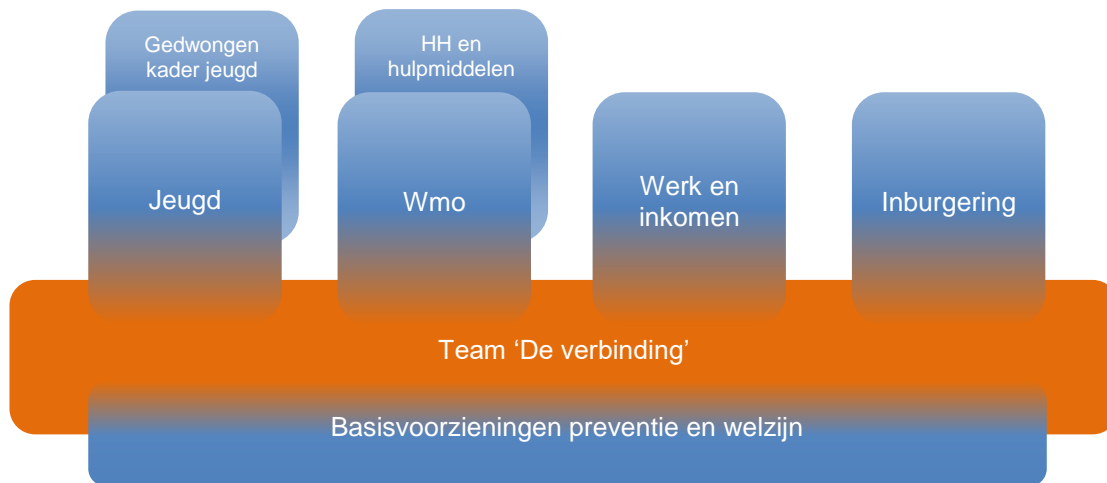 Gedwongen
kader jeugd
HH en
hulpmiddelen
Jeugd
Wmo
Werk en
inkomen
Inburgering
Team ‘De verbinding’
Basisvoorzieningen preventie en welzijn